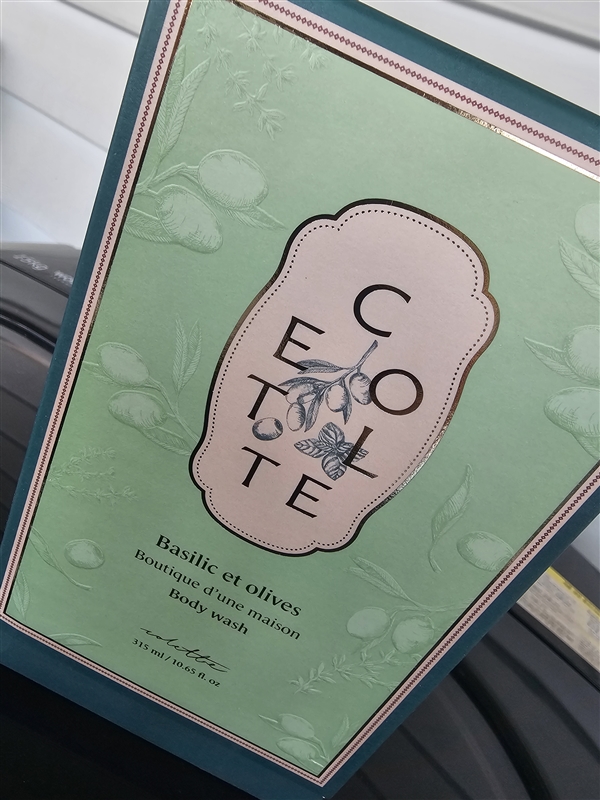 COLETTE
Basilic et olives
Boutique d'une maison
Body wash
colette
315 ml / 10.65 fl. oz